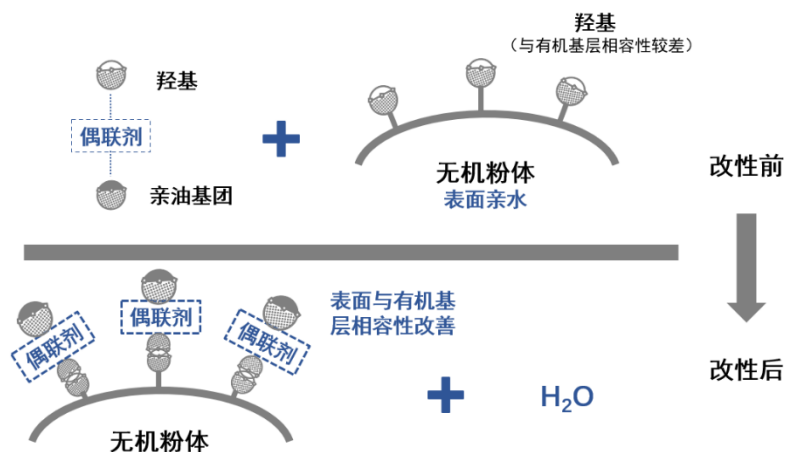 羟基
（与有机基层相容性较差）
羟基
偶联剂
亲油基团
+
无机粉体
表面亲水
改性前
偶联剂
偶联剂
偶联剂
表面与有机基
层相容性改善
+
H₂O
改性后
无机粉体